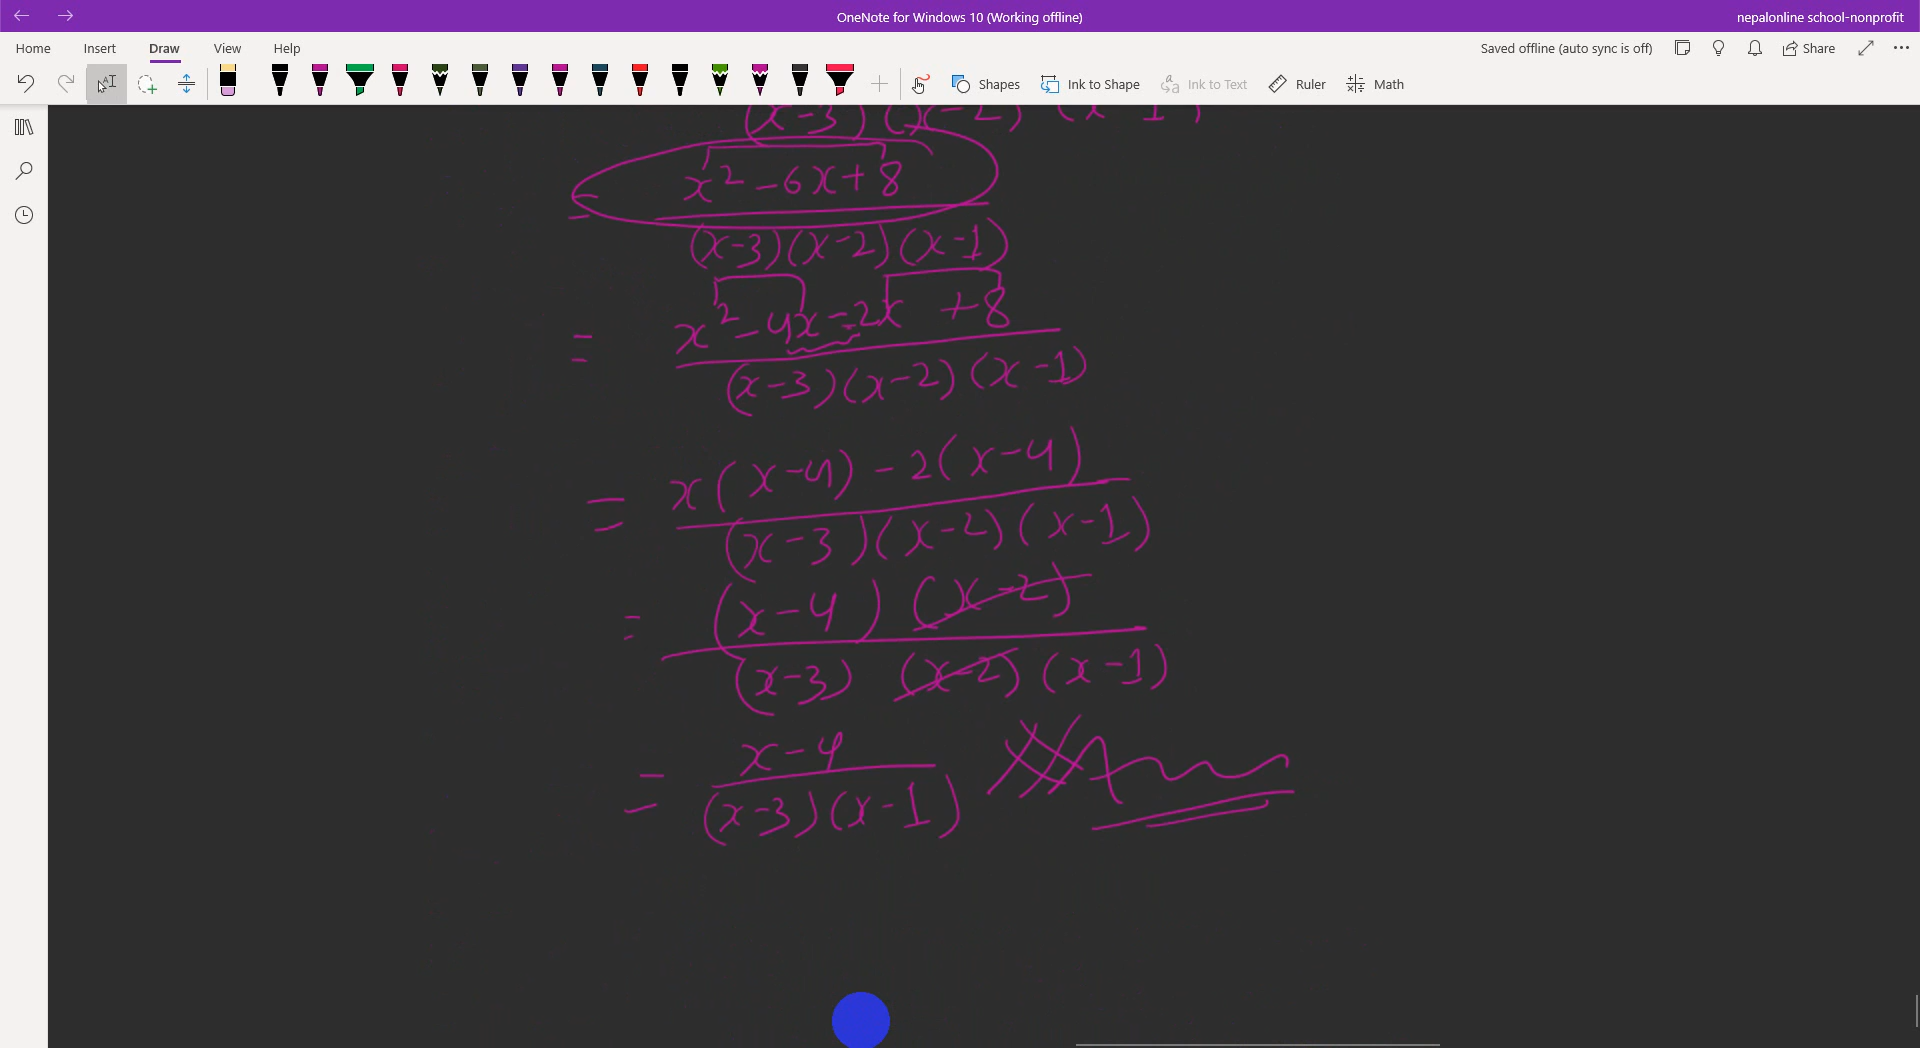 OneNote for Windows 10 (Working offline)
nepalonline school-nonprofit
Home Insert Draw View Help
Saved offline (auto sync is off) Share
Shapes Ink to Shape Ink to Text Ruler Math
(x-3)(x-2)(x-1)
= x² - 6x + 8
(x-3)(x-2)(x-1)
= x² - 4x - 2x + 8
(x-3)(x-2)(x-1)
= x(x-4) - 2(x-4)
(x-3)(x-2)(x-1)
= (x-4)(x-2)
(x-3)(x-2)(x-1)
= x-4
(x-3)(x-1)